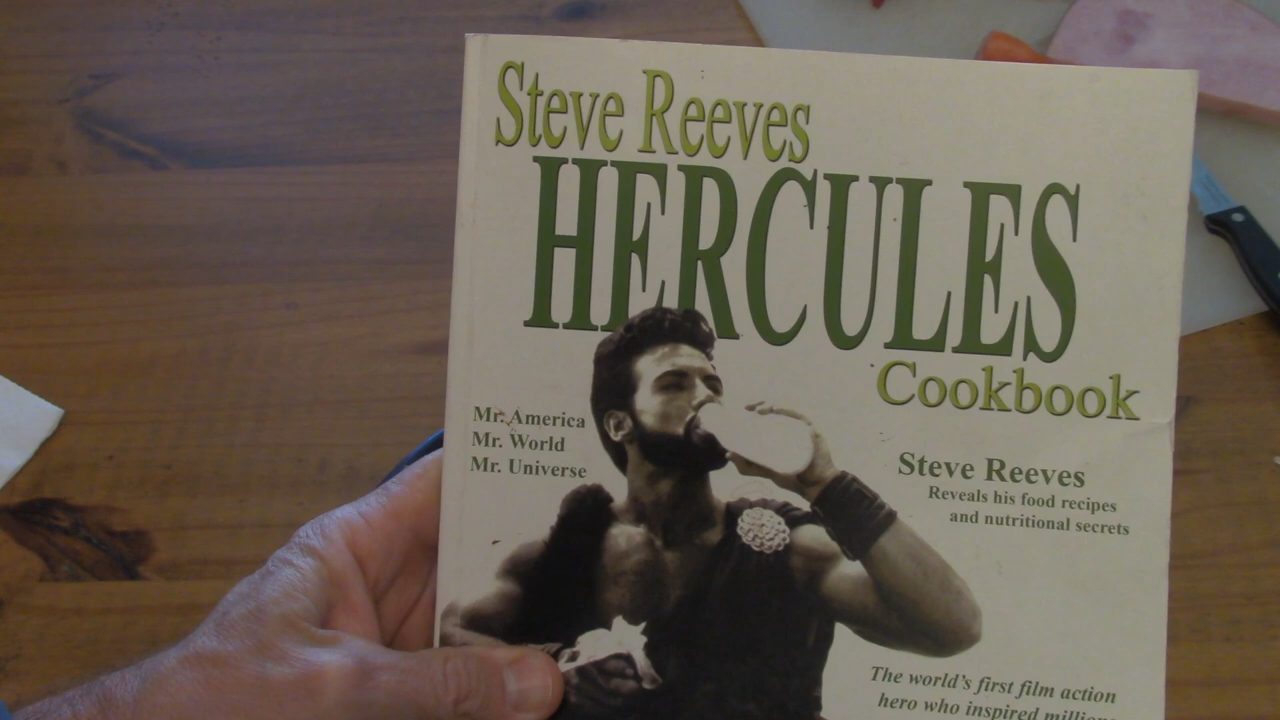 Steve Reeves
HERCULES
Cookbook
Mr. America
Mr. World
Mr. Universe
Steve Reeves
Reveals his food recipes
and nutritional secrets
The world's first film action
hero who inspired millions